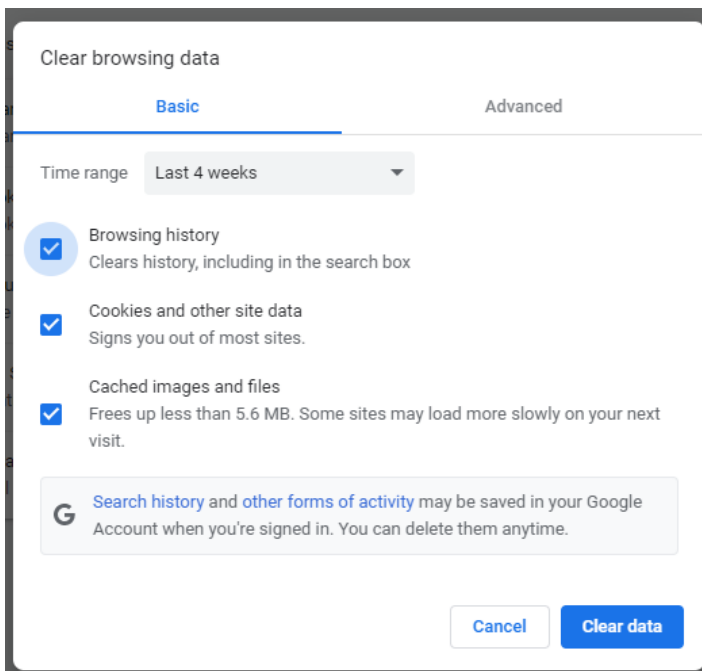 Clear browsing data
Basic
Advanced
Time range
Last 4 weeks
Browsing history
Clears history, including in the search box
Cookies and other site data
Signs you out of most sites.
Cached images and files
Frees up less than 5.6 MB. Some sites may load more slowly on your next
visit.
G
Search history and other forms of activity may be saved in your Google
Account when you're signed in. You can delete them anytime.
Cancel
Clear data